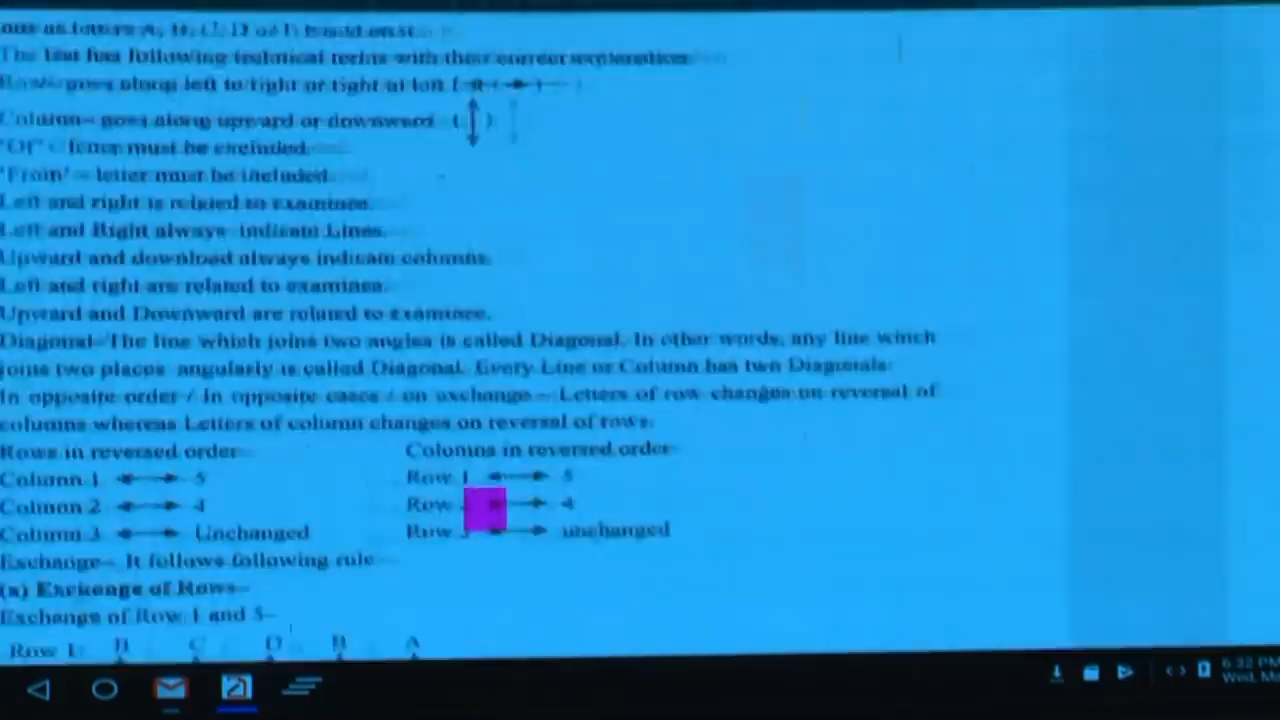 The test has following technical terms with their correct explanation
Rows- goes along left to right or right at left (
Column- goes along upward or downward (↕)
"Of" - letter must be excluded.
"From" - letter must be included.
Left and right is related to examinee.
Left and Right always indicate Lines.
Upward and download always indicate columns.
Left and right are related to examinee.
Upward and Downward are related to examinee.
Diagonal- The line which joins two angles is called Diagonal. In other words, any line which
joins two places angularly is called Diagonal. Every Line or Column has two Diagonals.
In opposite order / In opposite cases / on exchange – Letters of row changes on reversal of
columns whereas Letters of column changes on reversal of rows.
Rows in reversed order- Columns in reversed order
Column 1 ↔ 5 Row 1 ↔ 5
Column 2 ↔ 4 Row ↔ 4
Column 3 ↔ Unchanged Row 3 ↔ unchanged
Exchange- It follows following rule
(a) Exchange of Rows-
Exchange of Row 1 and 5-
Row 1: B C D B A
6:32 PM
Wed,